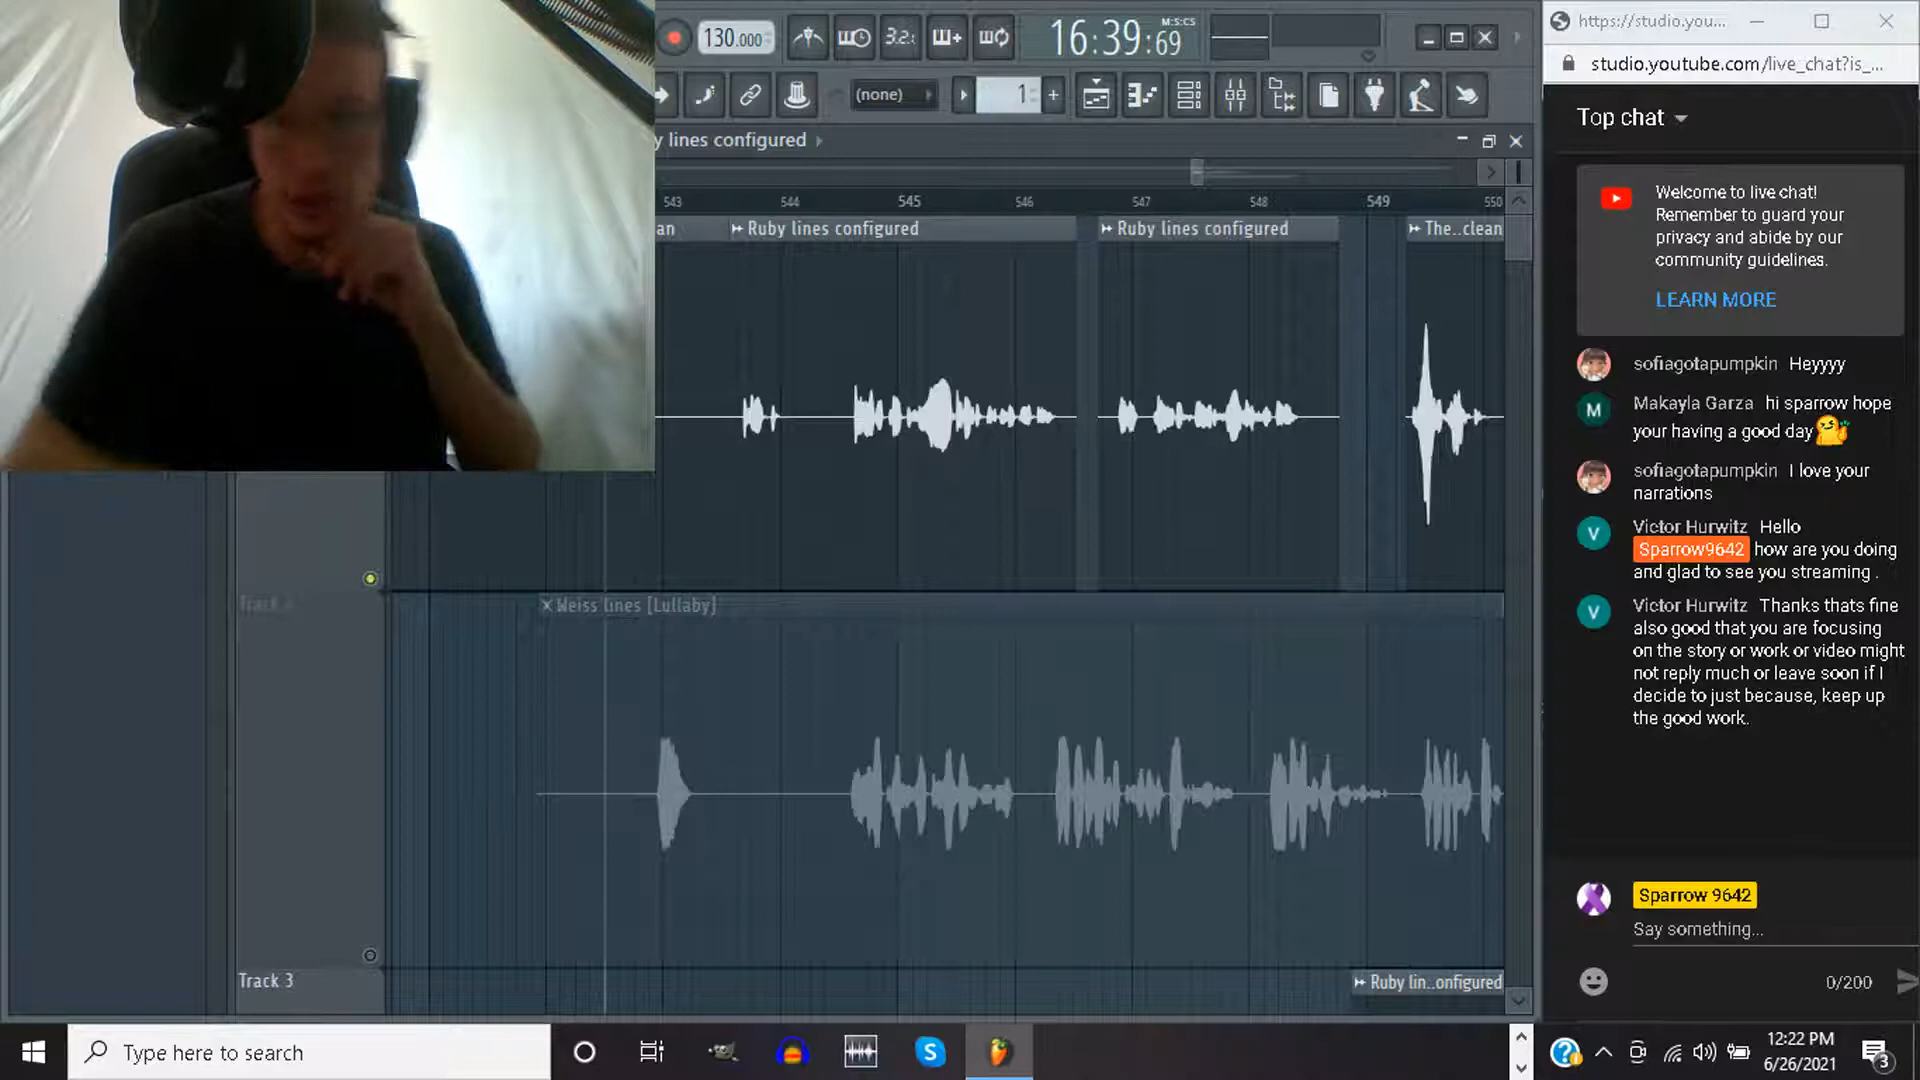 130.000
3.2.:
16:39:69
M:S:CS
(none)
1
y lines configured
543 544 545 546 547 548 549 550
an
Ruby lines configured
Ruby lines configured
The..clean
Weiss lines [Lullaby]
Track 3
Ruby lin..onfigured
https://studio.you...
studio.youtube.com/live_chat?is_...
Top chat
Welcome to live chat!
Remember to guard your
privacy and abide by our
community guidelines.
LEARN MORE
sofiagotapumpkin Heyyyy
M
Makayla Garza hi sparrow hope
your having a good day
sofiagotapumpkin I love your
narrations
V
Victor Hurwitz Hello
Sparrow9642 how are you doing
and glad to see you streaming .
V
Victor Hurwitz Thanks thats fine
also good that you are focusing
on the story or work or video might
not reply much or leave soon if I
decide to just because, keep up
the good work.
Sparrow 9642
Say something...
0/200
Type here to search
12:22 PM
6/26/2021
3